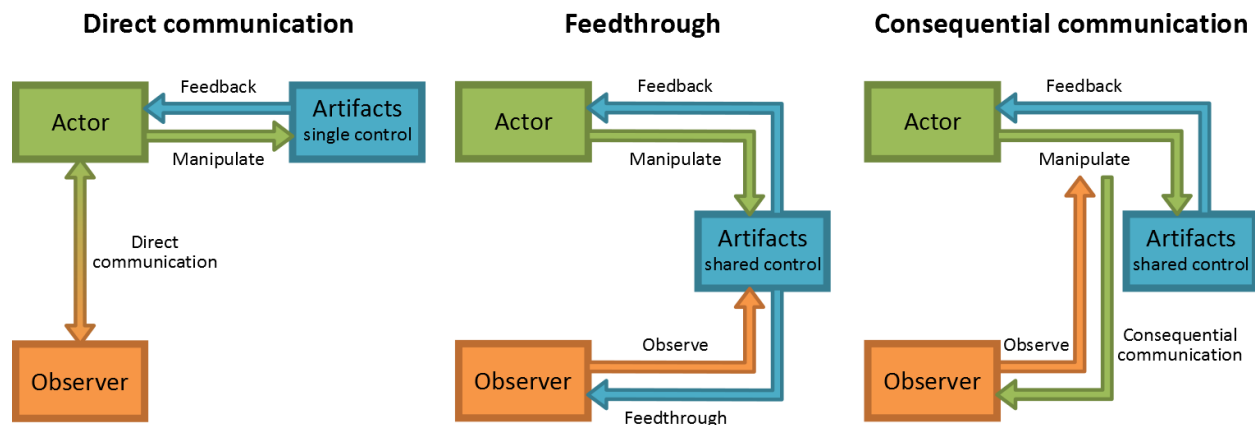 Direct communication
Feedback
Actor
Artifacts
single control
Manipulate
Direct
communication
Observer
Feedthrough
Feedback
Actor
Manipulate
Artifacts
shared control
Observe
Observer
Feedthrough
Consequential communication
Feedback
Actor
Manipulate
Artifacts
shared control
Observe
Consequential
communication
Observer